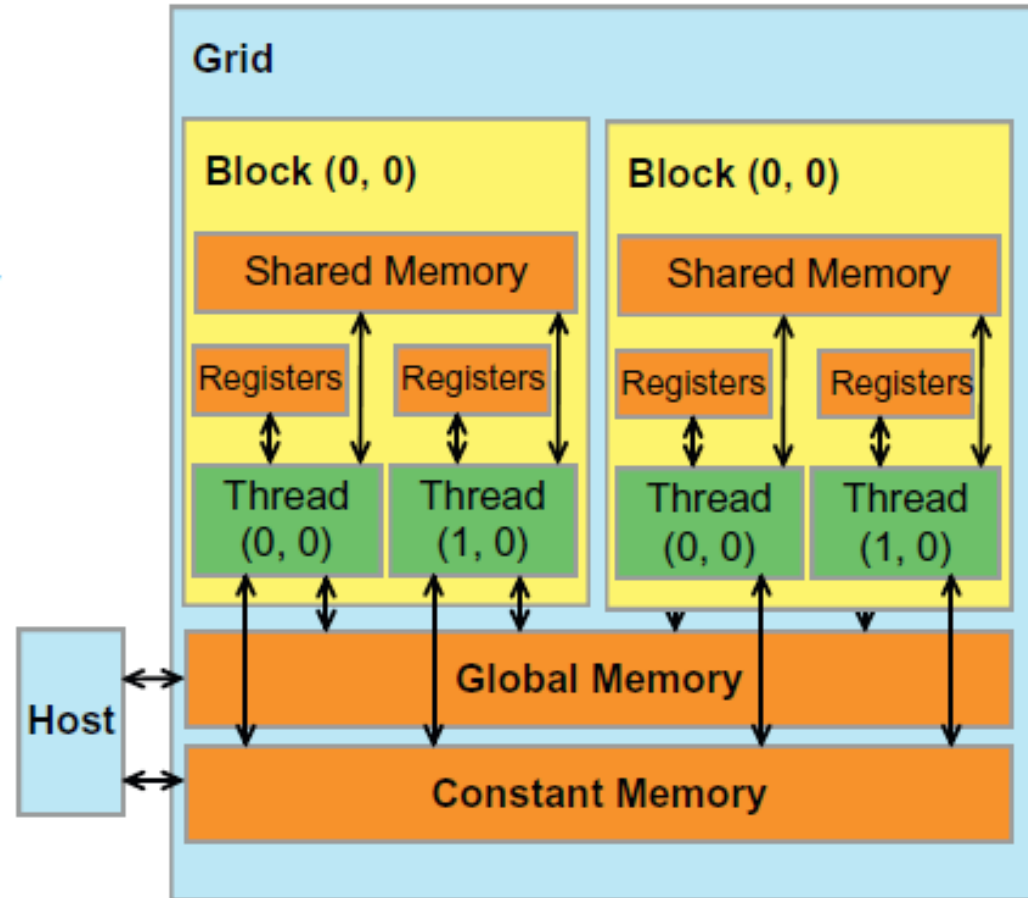 Grid
Block (0, 0)
Shared Memory
Registers
Registers
Thread
(0, 0)
Thread
(1, 0)
Block (0, 0)
Shared Memory
Registers
Registers
Thread
(0, 0)
Thread
(1, 0)
Host
Global Memory
Constant Memory